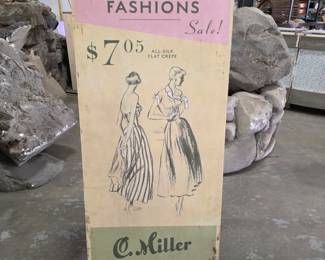 FASHIONS
Sale!
$7.05
ALL-SILK
FLAT CREPE
C. Miller